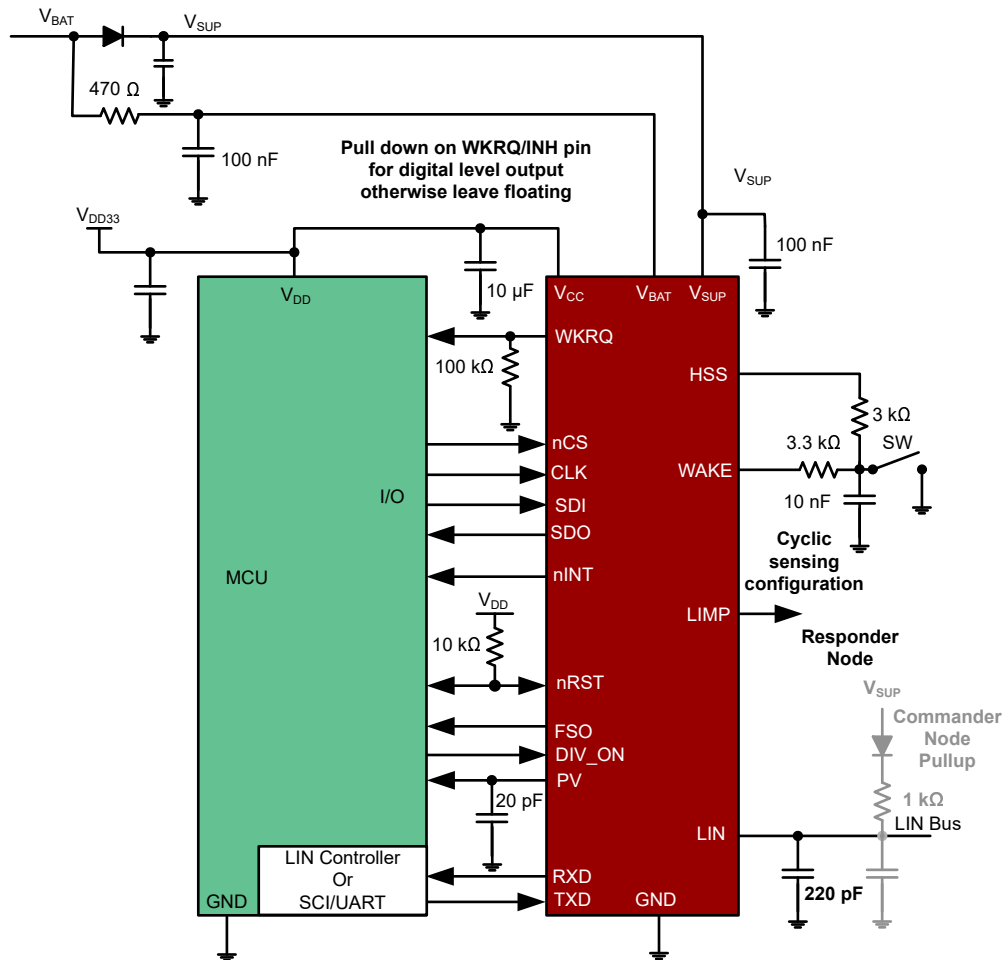 VBAT
VSUP
470 Ω
100 nF
Pull down on WKRQ/INH pin
for digital level output
otherwise leave floating
VSUP
100 nF
VDD33
10 µF
VDD
VCC
VBAT
VSUP
WKRQ
100 kΩ
HSS
3 kΩ
3.3 kΩ
SW
nCS
WAKE
CLK
10 nF
I/O
SDI
SDO
Cyclic
sensing
configuration
MCU
nINT
VDD
LIMP
10 kΩ
Responder
Node
nRST
VSUP
FSO
Commander
Node
Pullup
DIV_ON
PV
20 pF
1 kΩ
LIN
LIN Bus
LIN Controller
Or
SCI/UART
RXD
TXD
220 pF
GND
GND